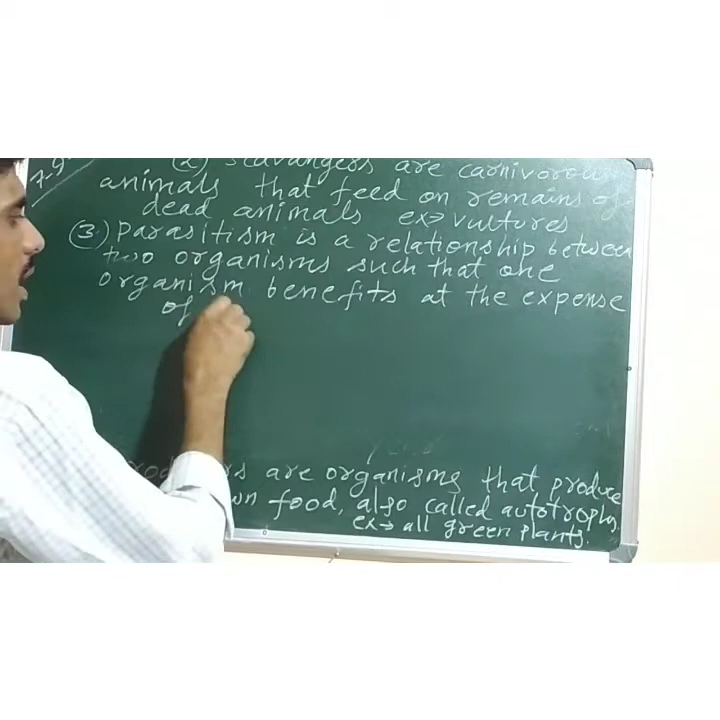 7-9
(2) Scavangers are carnivorous
animals that feed on remains of
dead animals ex⇒ vultures
(3.) Parasitism is a relationship between
two organisms such that one
organism benefits at the expense
of
are organisms that produce
food, also called autotrophs.
ex→ all green plants.